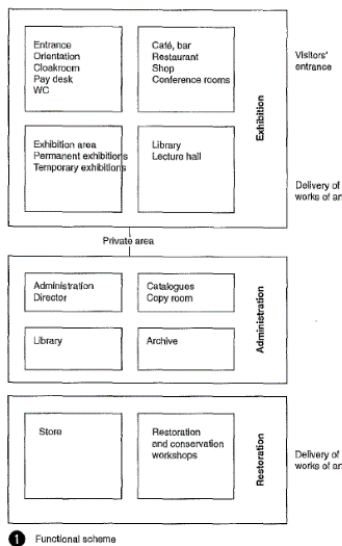 Entrance
Orientation
Cloakroom
Pay desk
WC
Café, bar
Restaurant
Shop
Conference rooms
Visitors'
entrance
Exhibition
Exhibition area
Permanent exhibitions
Temporary exhibitions
Library
Lecture hall
Delivery of
works of ar
Private area
Administration
Director
Catalogues
Copy room
Administration
Library
Archive
Store
Restoration
and conservation
workshops
Restoration
Delivery of
works of ar
1 Functional scheme